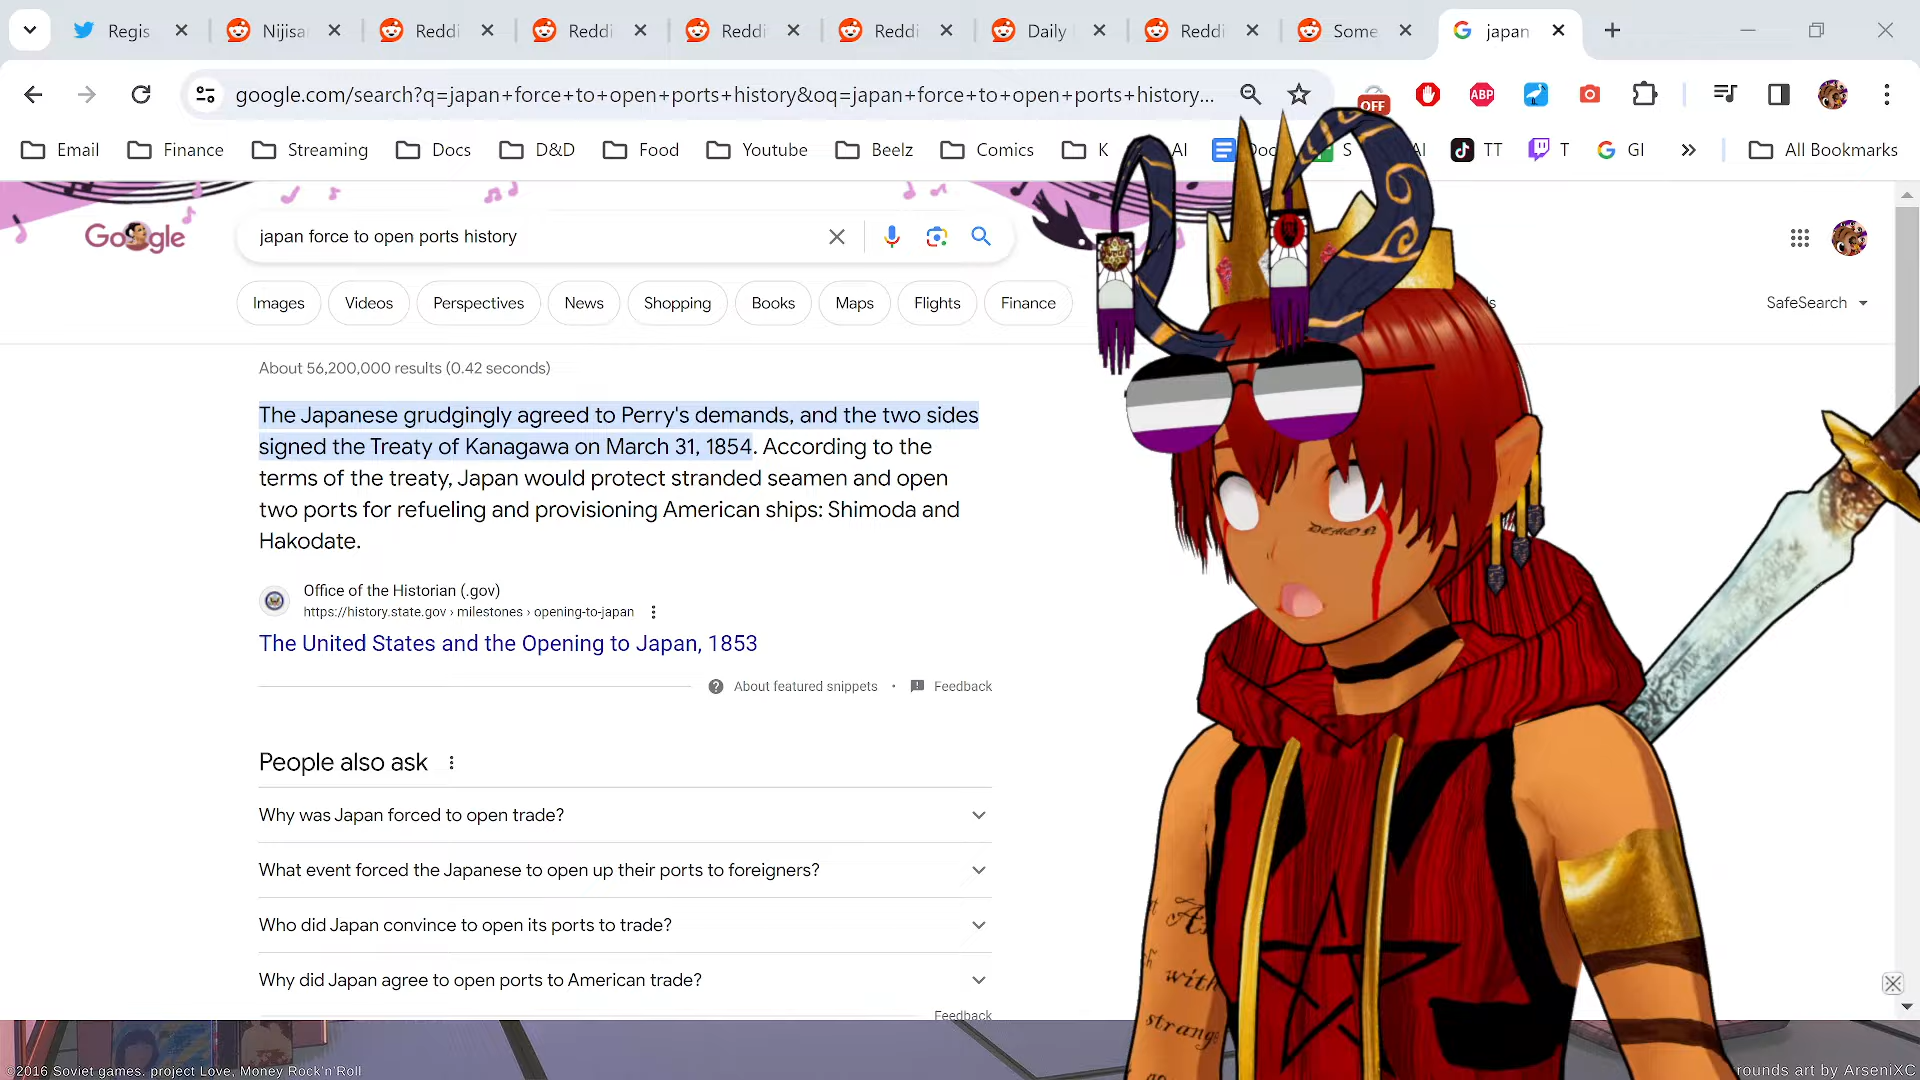 Regis
Nijisa
Reddi
Reddi
Reddi
Reddi
Daily
Reddi
Some
japan
google.com/search?q=japan+force+to+open+ports+history&oq=japan+force+to+open+ports+history...
OFF
ABP
Email
Finance
Streaming
Docs
D&D
Food
Youtube
Beelz
Comics
K
AI
S
AI
TT
T
GI
All Bookmarks
Google
japan force to open ports history
Images
Videos
Perspectives
News
Shopping
Books
Maps
Flights
Finance
SafeSearch
About 56,200,000 results (0.42 seconds)
The Japanese grudgingly agreed to Perry's demands, and the two sides
signed the Treaty of Kanagawa on March 31, 1854. According to the
terms of the treaty, Japan would protect stranded seamen and open
two ports for refueling and provisioning American ships: Shimoda and
Hakodate.
Office of the Historian (.gov)
https://history.state.gov › milestones › opening-to-japan
The United States and the Opening to Japan, 1853
About featured snippets • Feedback
People also ask
Why was Japan forced to open trade?
What event forced the Japanese to open up their ports to foreigners?
Who did Japan convince to open its ports to trade?
Why did Japan agree to open ports to American trade?
Feedback
DEMON
with
strange
©2016 Soviet games. project Love, Money Rock'n'Roll
rounds art by ArseniXC